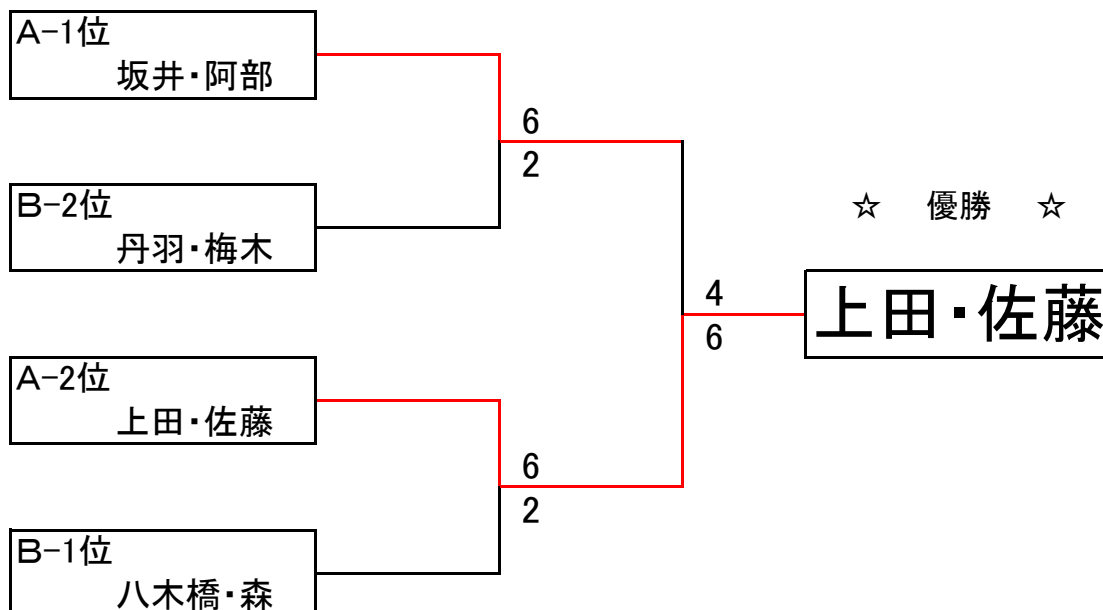 A-1位
坂井・阿部
6
2
B-2位
丹羽・梅木
☆ 優勝 ☆
上田・佐藤
4
6
A-2位
上田・佐藤
6
2
B-1位
八木橋・森